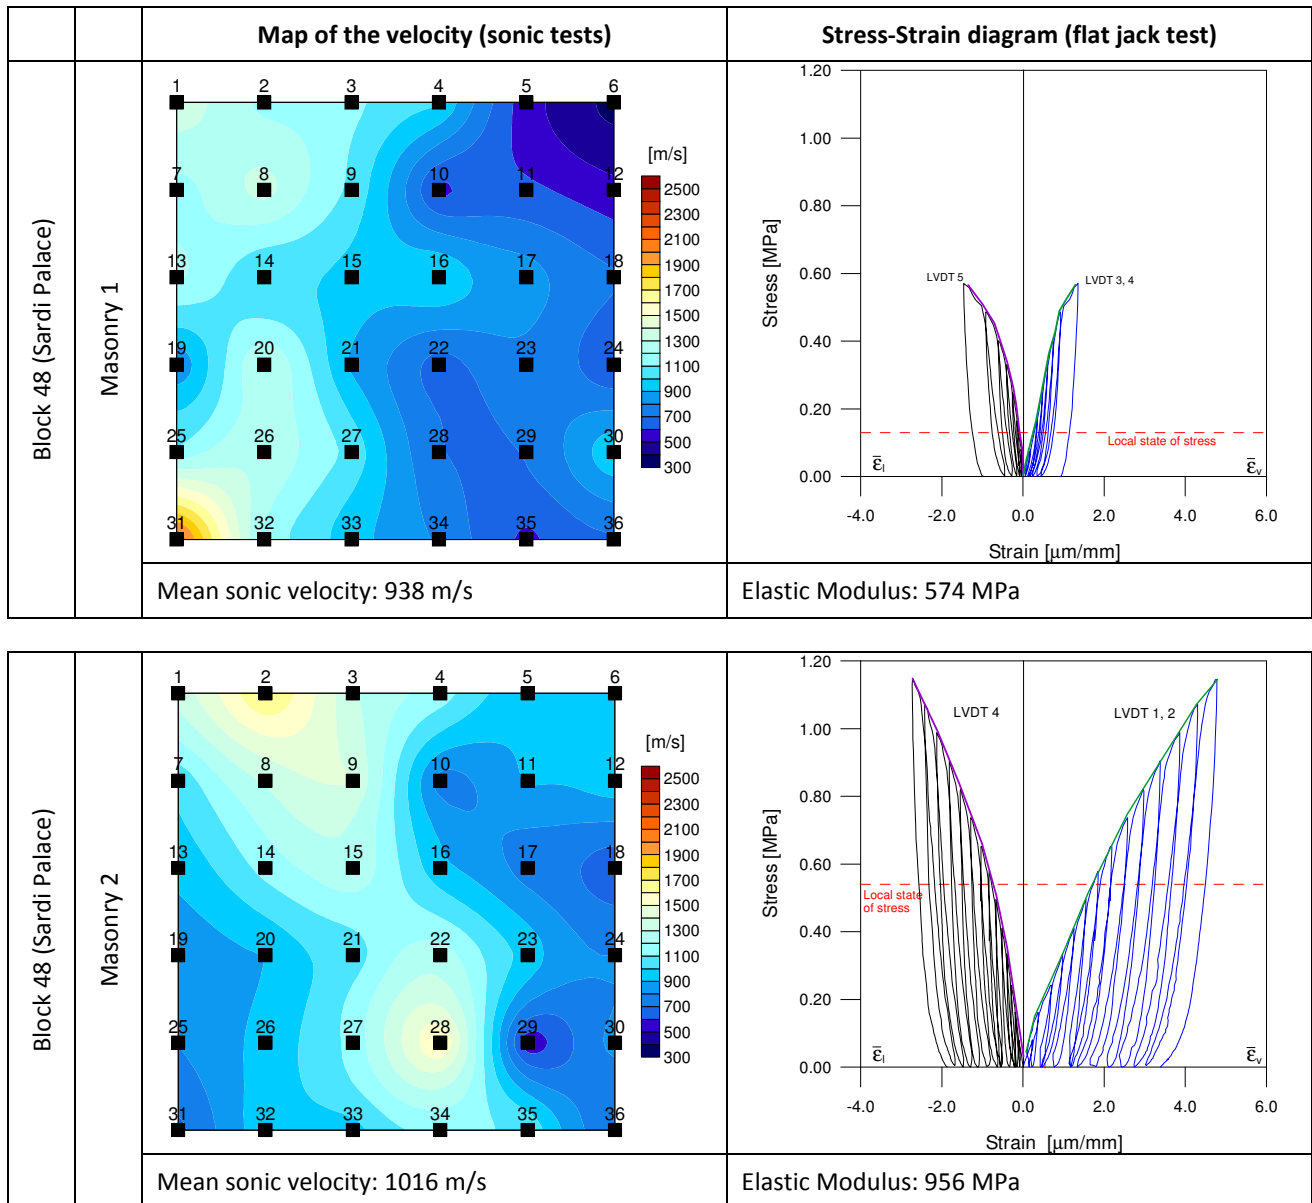 Map of the velocity (sonic tests)
Stress-Strain diagram (flat jack test)
Block 48 (Sardi Palace)
Masonry 1
1 2 3 4 5 6
7 8 9 10 11 12
13 14 15 16 17 18
19 20 21 22 23 24
25 26 27 28 29 30
31 32 33 34 35 36
[m/s]
2500
2300
2100
1900
1700
1500
1300
1100
900
700
500
300
Stress [MPa]
1.20
1.00
0.80
0.60
0.40
0.20
0.00
LVDT 5
LVDT 3, 4
Local state of stress
ε̅l
ε̅v
-4.0 -2.0 0.0 2.0 4.0 6.0
Strain [μm/mm]
Mean sonic velocity: 938 m/s
Elastic Modulus: 574 MPa
Block 48 (Sardi Palace)
Masonry 2
1 2 3 4 5 6
7 8 9 10 11 12
13 14 15 16 17 18
19 20 21 22 23 24
25 26 27 28 29 30
31 32 33 34 35 36
[m/s]
2500
2300
2100
1900
1700
1500
1300
1100
900
700
500
300
Stress [MPa]
1.20
1.00
0.80
0.60
0.40
0.20
0.00
LVDT 4
LVDT 1, 2
Local state
of stress
ε̅l
ε̅v
-4.0 -2.0 0.0 2.0 4.0 6.0
Strain [μm/mm]
Mean sonic velocity: 1016 m/s
Elastic Modulus: 956 MPa